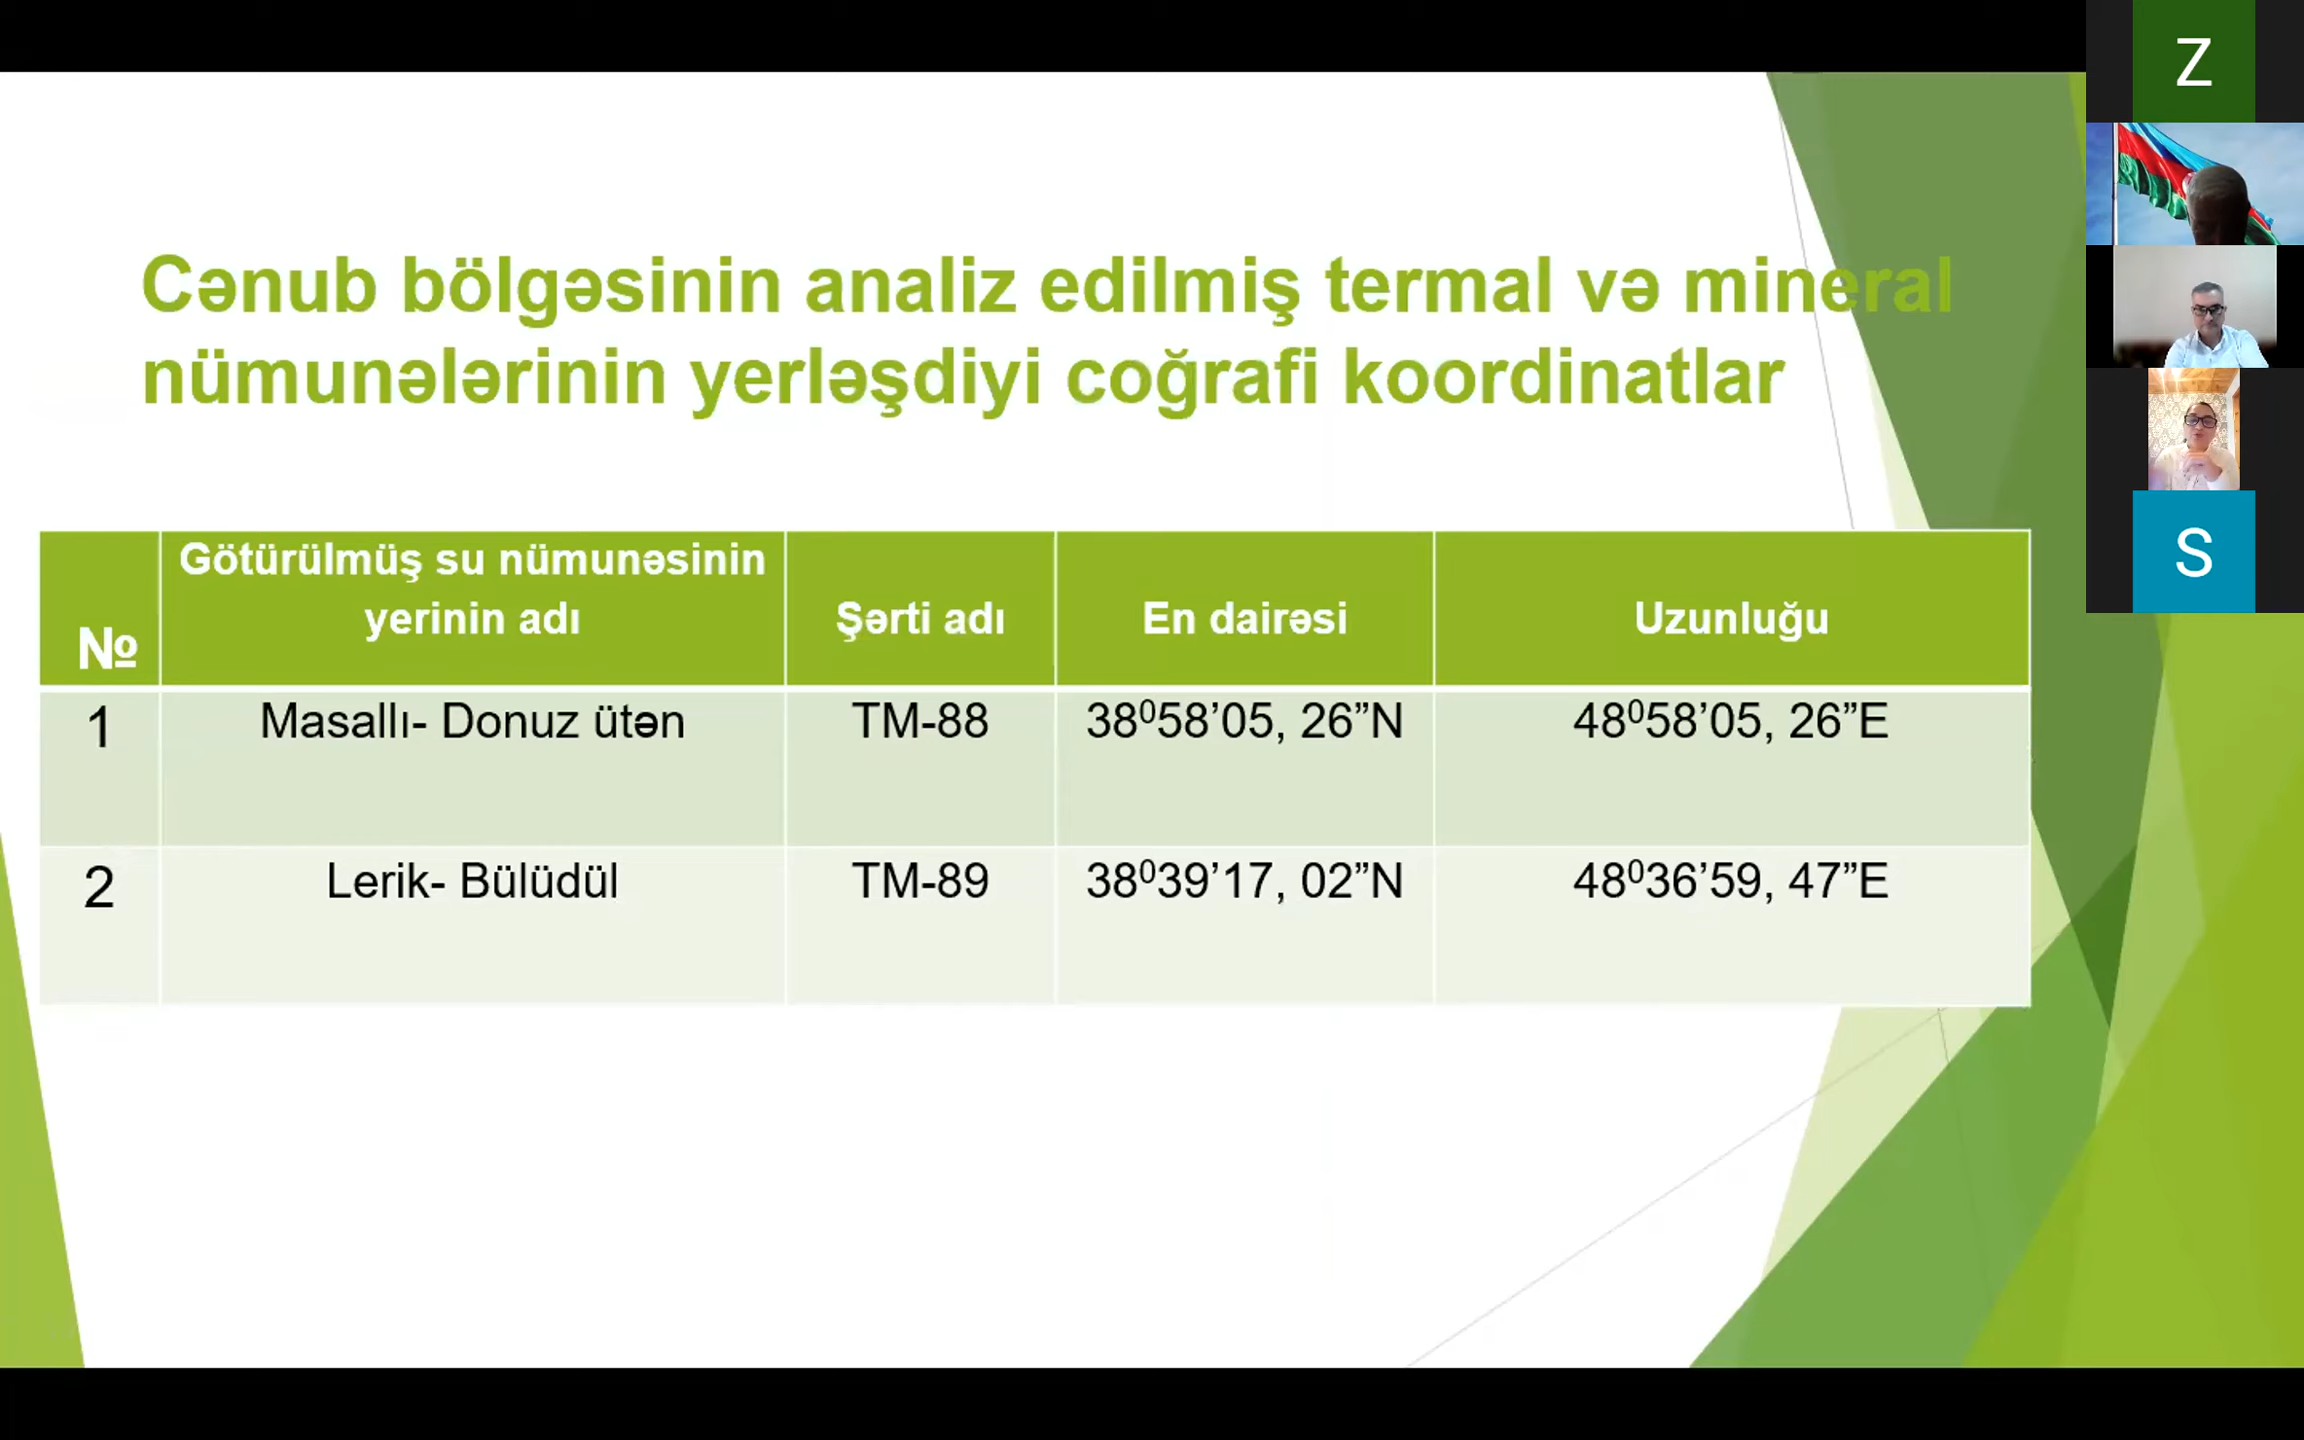 Cənub bölgəsinin analiz edilmiş termal və mineral
nümunələrinin yerləşdiyi coğrafi koordinatlar
№ Götürülmüş su nümunəsinin yerinin adı Şərti adı En dairəsi Uzunluğu
1 Masallı- Donuz ütən TM-88 38⁰58’05, 26”N 48⁰58’05, 26”E
2 Lerik- Bülüdül TM-89 38⁰39’17, 02”N 48⁰36’59, 47”E
Z
S